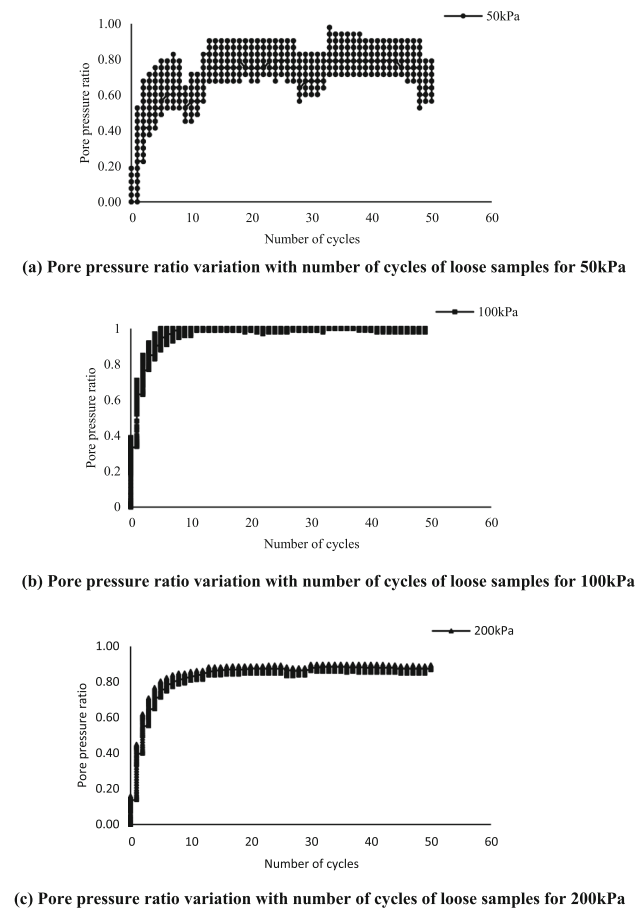 50kPa
1.00
0.80
0.60
0.40
0.20
0.00
Pore pressure ratio
0 10 20 30 40 50 60
Number of cycles
(a) Pore pressure ratio variation with number of cycles of loose samples for 50kPa
100kPa
1
0.8
0.6
0.4
0.2
0
Pore pressure ratio
0 10 20 30 40 50 60
Number of cycles
(b) Pore pressure ratio variation with number of cycles of loose samples for 100kPa
200kPa
1.00
0.80
0.60
0.40
0.20
0.00
Pore pressure ratio
0 10 20 30 40 50 60
Number of cycles
(c) Pore pressure ratio variation with number of cycles of loose samples for 200kPa